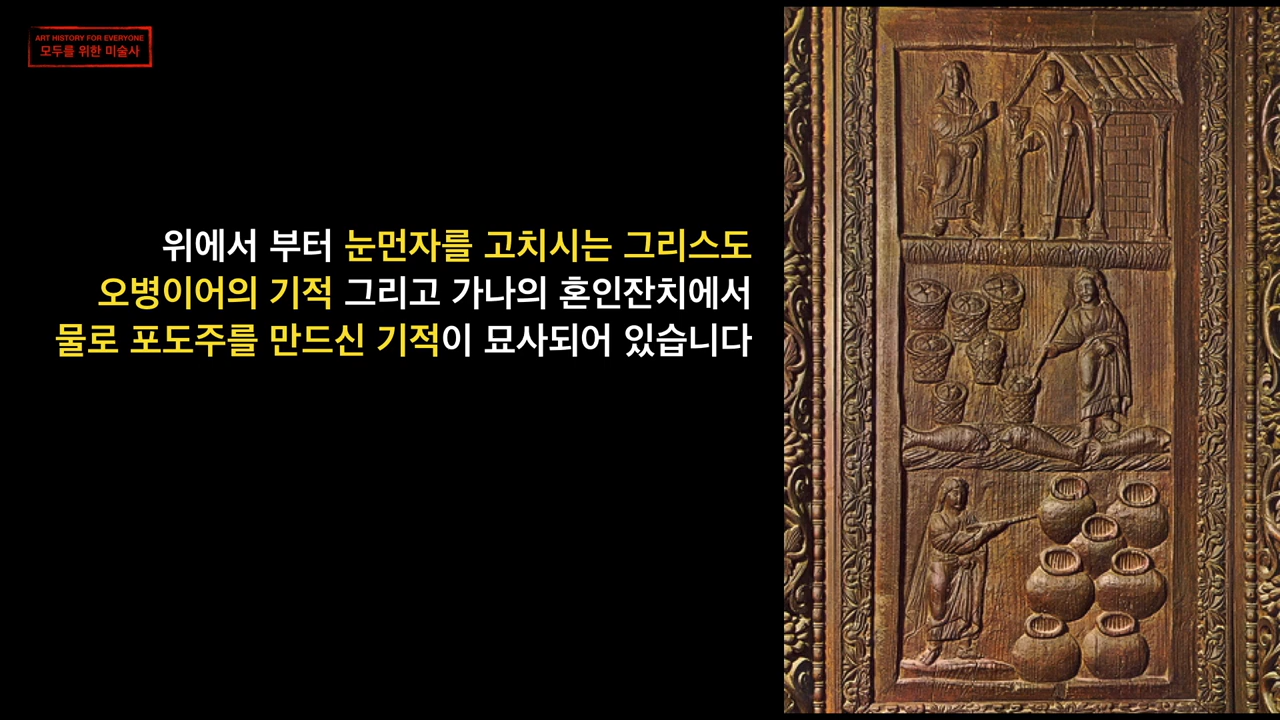 ART HISTORY FOR EVERYONE
모두를 위한 미술사
위에서 부터 눈먼자를 고치시는 그리스도
오병이어의 기적 그리고 가나의 혼인잔치에서
물로 포도주를 만드신 기적이 묘사되어 있습니다